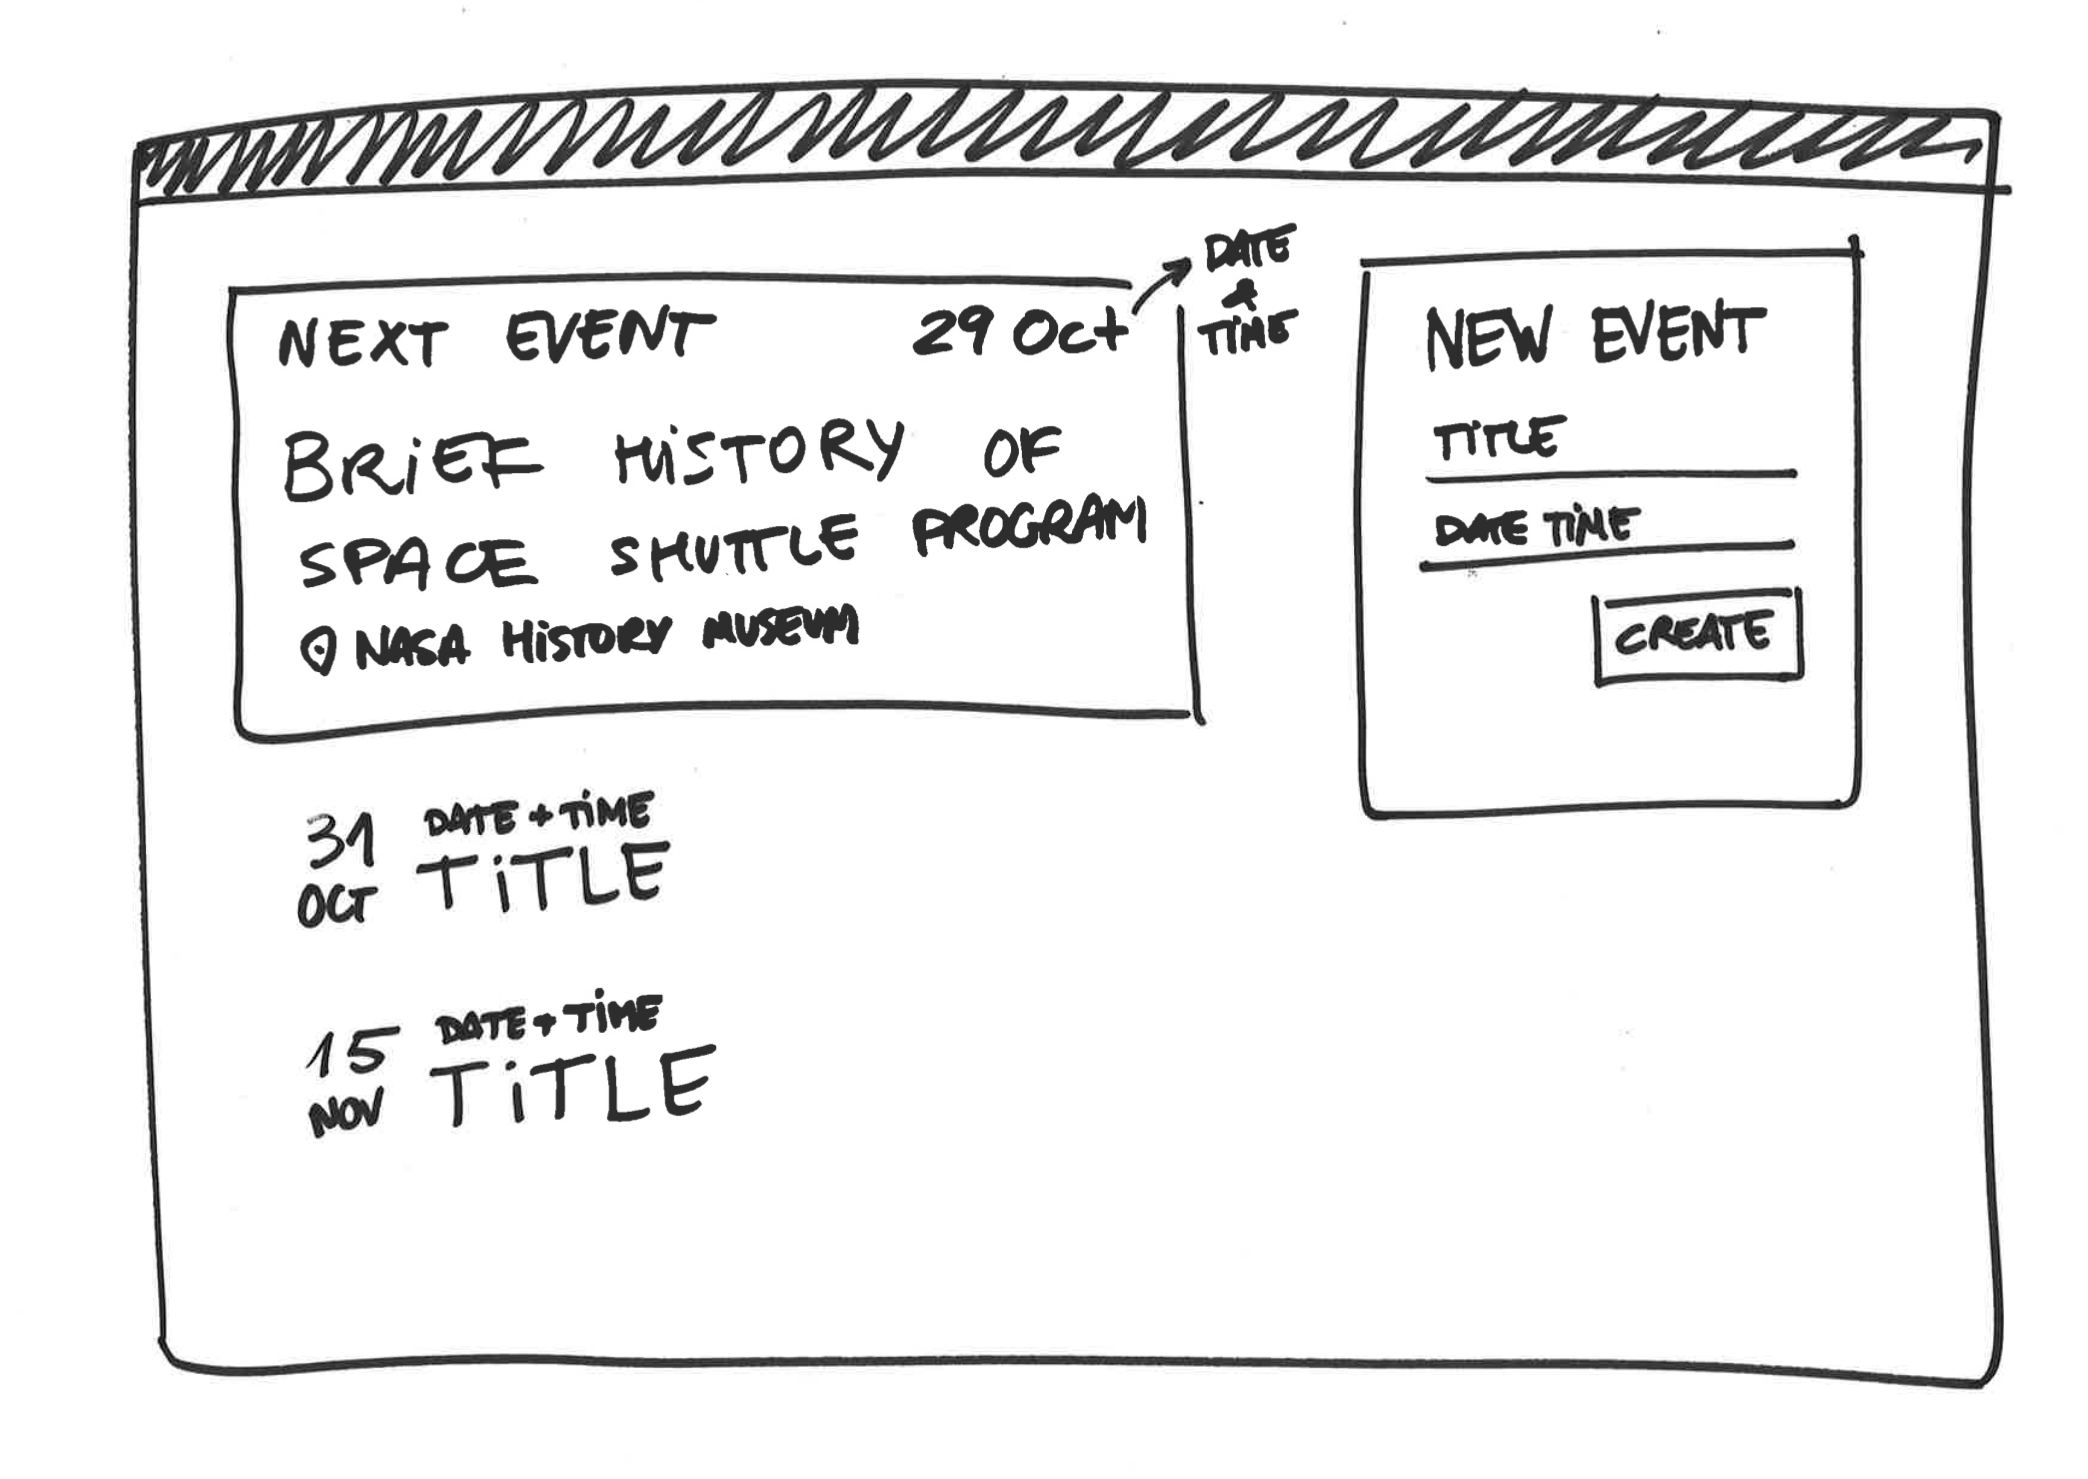 NEXT EVENT 29 Oct
DATE
&
TIME
BRIEF HISTORY OF
SPACE SHUTTLE PROGRAM
NASA HISTORY MUSEUM
NEW EVENT
TITLE
DATE TIME
CREATE
31
OCT
DATE + TIME
TITLE
15
NOV
DATE + TIME
TITLE